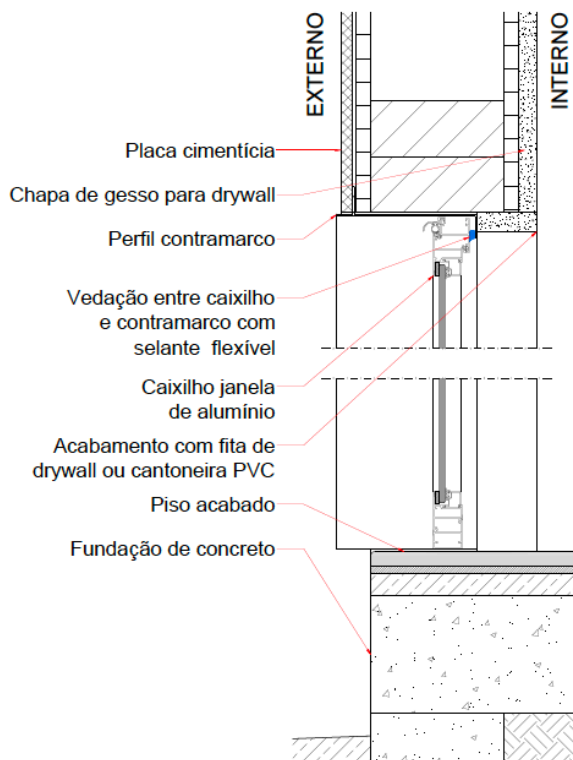 EXTERNO
INTERNO
Placa cimentícia
Chapa de gesso para drywall
Perfil contramarco
Vedação entre caixilho
e contramarco com
selante flexível
Caixilho janela
de alumínio
Acabamento com fita de
drywall ou cantoneira PVC
Piso acabado
Fundação de concreto